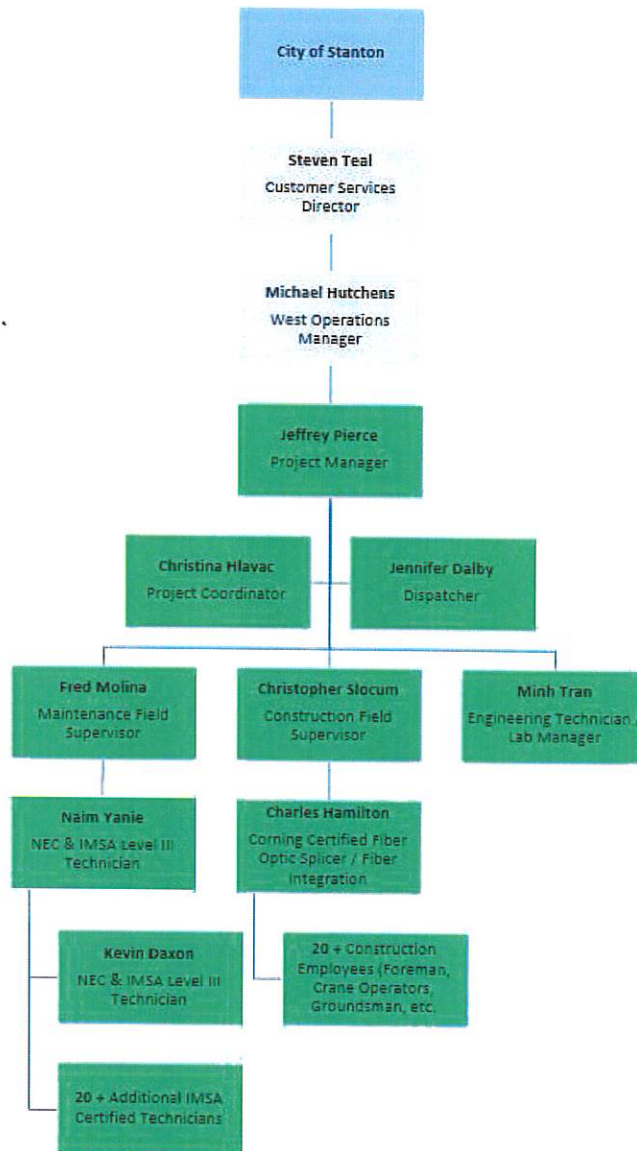 City of Stanton
Steven Teal
Customer Services
Director
Michael Hutchens
West Operations
Manager
Jeffrey Pierce
Project Manager
Christina Hlavac
Project Coordinator
Jennifer Dalby
Dispatcher
Fred Molina
Maintenance Field
Supervisor
Christopher Slocum
Construction Field
Supervisor
Minh Tran
Engineering Technician /
Lab Manager
Naim Yanie
NEC & IMSA Level III
Technician
Charles Hamilton
Corning Certified Fiber
Optic Splicer / Fiber
Integration
Kevin Daxon
NEC & IMSA Level III
Technician
20 + Construction
Employees (Foreman,
Crane Operators,
Groundsman, etc.
20 + Additional IMSA
Certified Technicians